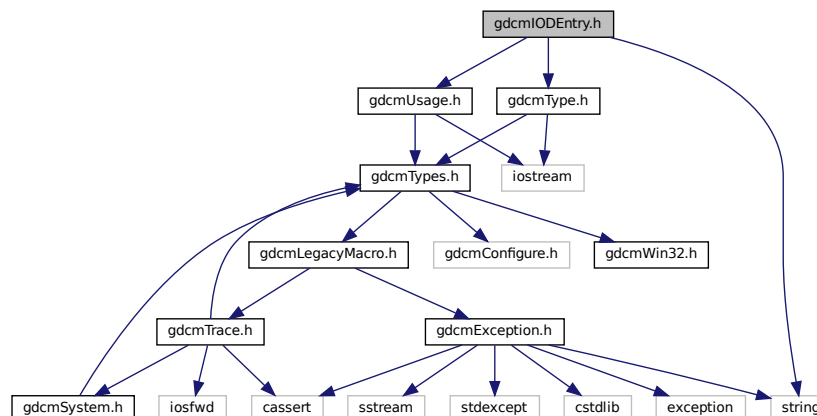 gdcmIODEntry.h
gdcmUsage.h
gdcmType.h
gdcmTypes.h
iostream
gdcmLegacyMacro.h
gdcmConfigure.h
gdcmWin32.h
gdcmTrace.h
gdcmException.h
gdcmSystem.h
iosfwd
cassert
sstream
stdexcept
cstdlib
exception
string